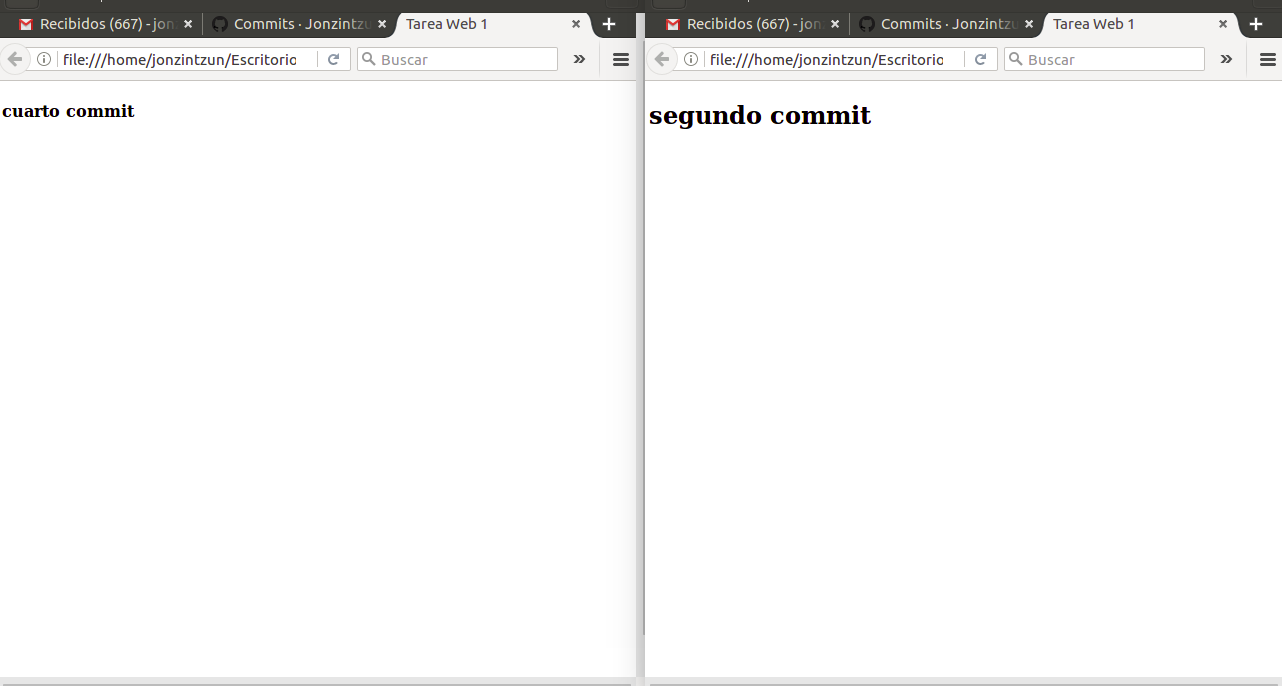 Recibidos (667) - jon
Commits · Jonzintzu
Tarea Web 1
file:///home/jonzintzun/Escritorio
Buscar
cuarto commit
Recibidos (667) - jon
Commits · Jonzintzu
Tarea Web 1
file:///home/jonzintzun/Escritorio
Buscar
segundo commit